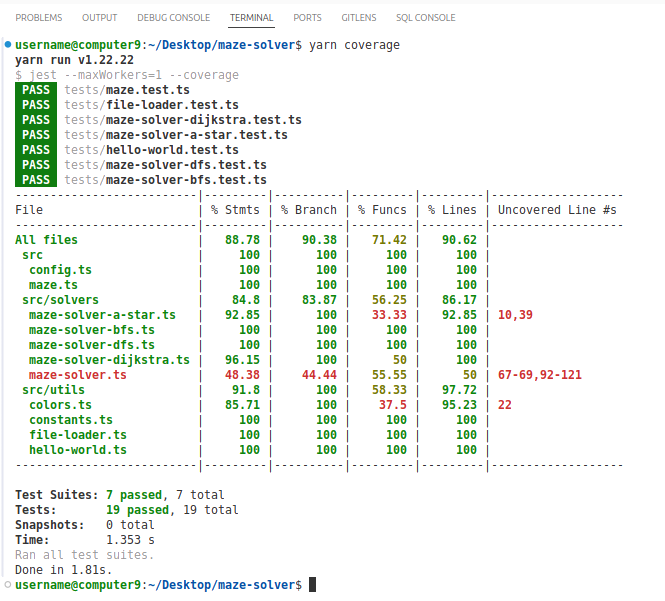 PROBLEMS OUTPUT DEBUG CONSOLE TERMINAL PORTS GITLENS SQL CONSOLE
username@computer9:~/Desktop/maze-solver$ yarn coverage
yarn run v1.22.22
$ jest --maxWorkers=1 --coverage
PASS tests/maze.test.ts
PASS tests/file-loader.test.ts
PASS tests/maze-solver-dijkstra.test.ts
PASS tests/maze-solver-a-star.test.ts
PASS tests/hello-world.test.ts
PASS tests/maze-solver-dfs.test.ts
PASS tests/maze-solver-bfs.test.ts
--------------------------|---------|----------|---------|---------|-------------------
File                      | % Stmts | % Branch | % Funcs | % Lines | Uncovered Line #s
--------------------------|---------|----------|---------|---------|-------------------
All files                 |   88.78 |    90.38 |   71.42 |   90.62 |
 src                      |     100 |      100 |     100 |     100 |
  config.ts               |     100 |      100 |     100 |     100 |
  maze.ts                 |     100 |      100 |     100 |     100 |
 src/solvers              |    84.8 |    83.87 |   56.25 |   86.17 |
  maze-solver-a-star.ts   |   92.85 |      100 |   33.33 |   92.85 | 10,39
  maze-solver-bfs.ts      |     100 |      100 |     100 |     100 |
  maze-solver-dfs.ts      |     100 |      100 |     100 |     100 |
  maze-solver-dijkstra.ts |   96.15 |      100 |      50 |     100 |
  maze-solver.ts          |   48.38 |    44.44 |   55.55 |      50 | 67-69,92-121
 src/utils                |    91.8 |      100 |   58.33 |   97.72 |
  colors.ts               |   85.71 |      100 |    37.5 |   95.23 | 22
  constants.ts            |     100 |      100 |     100 |     100 |
  file-loader.ts          |     100 |      100 |     100 |     100 |
  hello-world.ts          |     100 |      100 |     100 |     100 |
--------------------------|---------|----------|---------|---------|-------------------
Test Suites: 7 passed, 7 total
Tests:       19 passed, 19 total
Snapshots:   0 total
Time:        1.353 s
Ran all test suites.
Done in 1.81s.
username@computer9:~/Desktop/maze-solver$